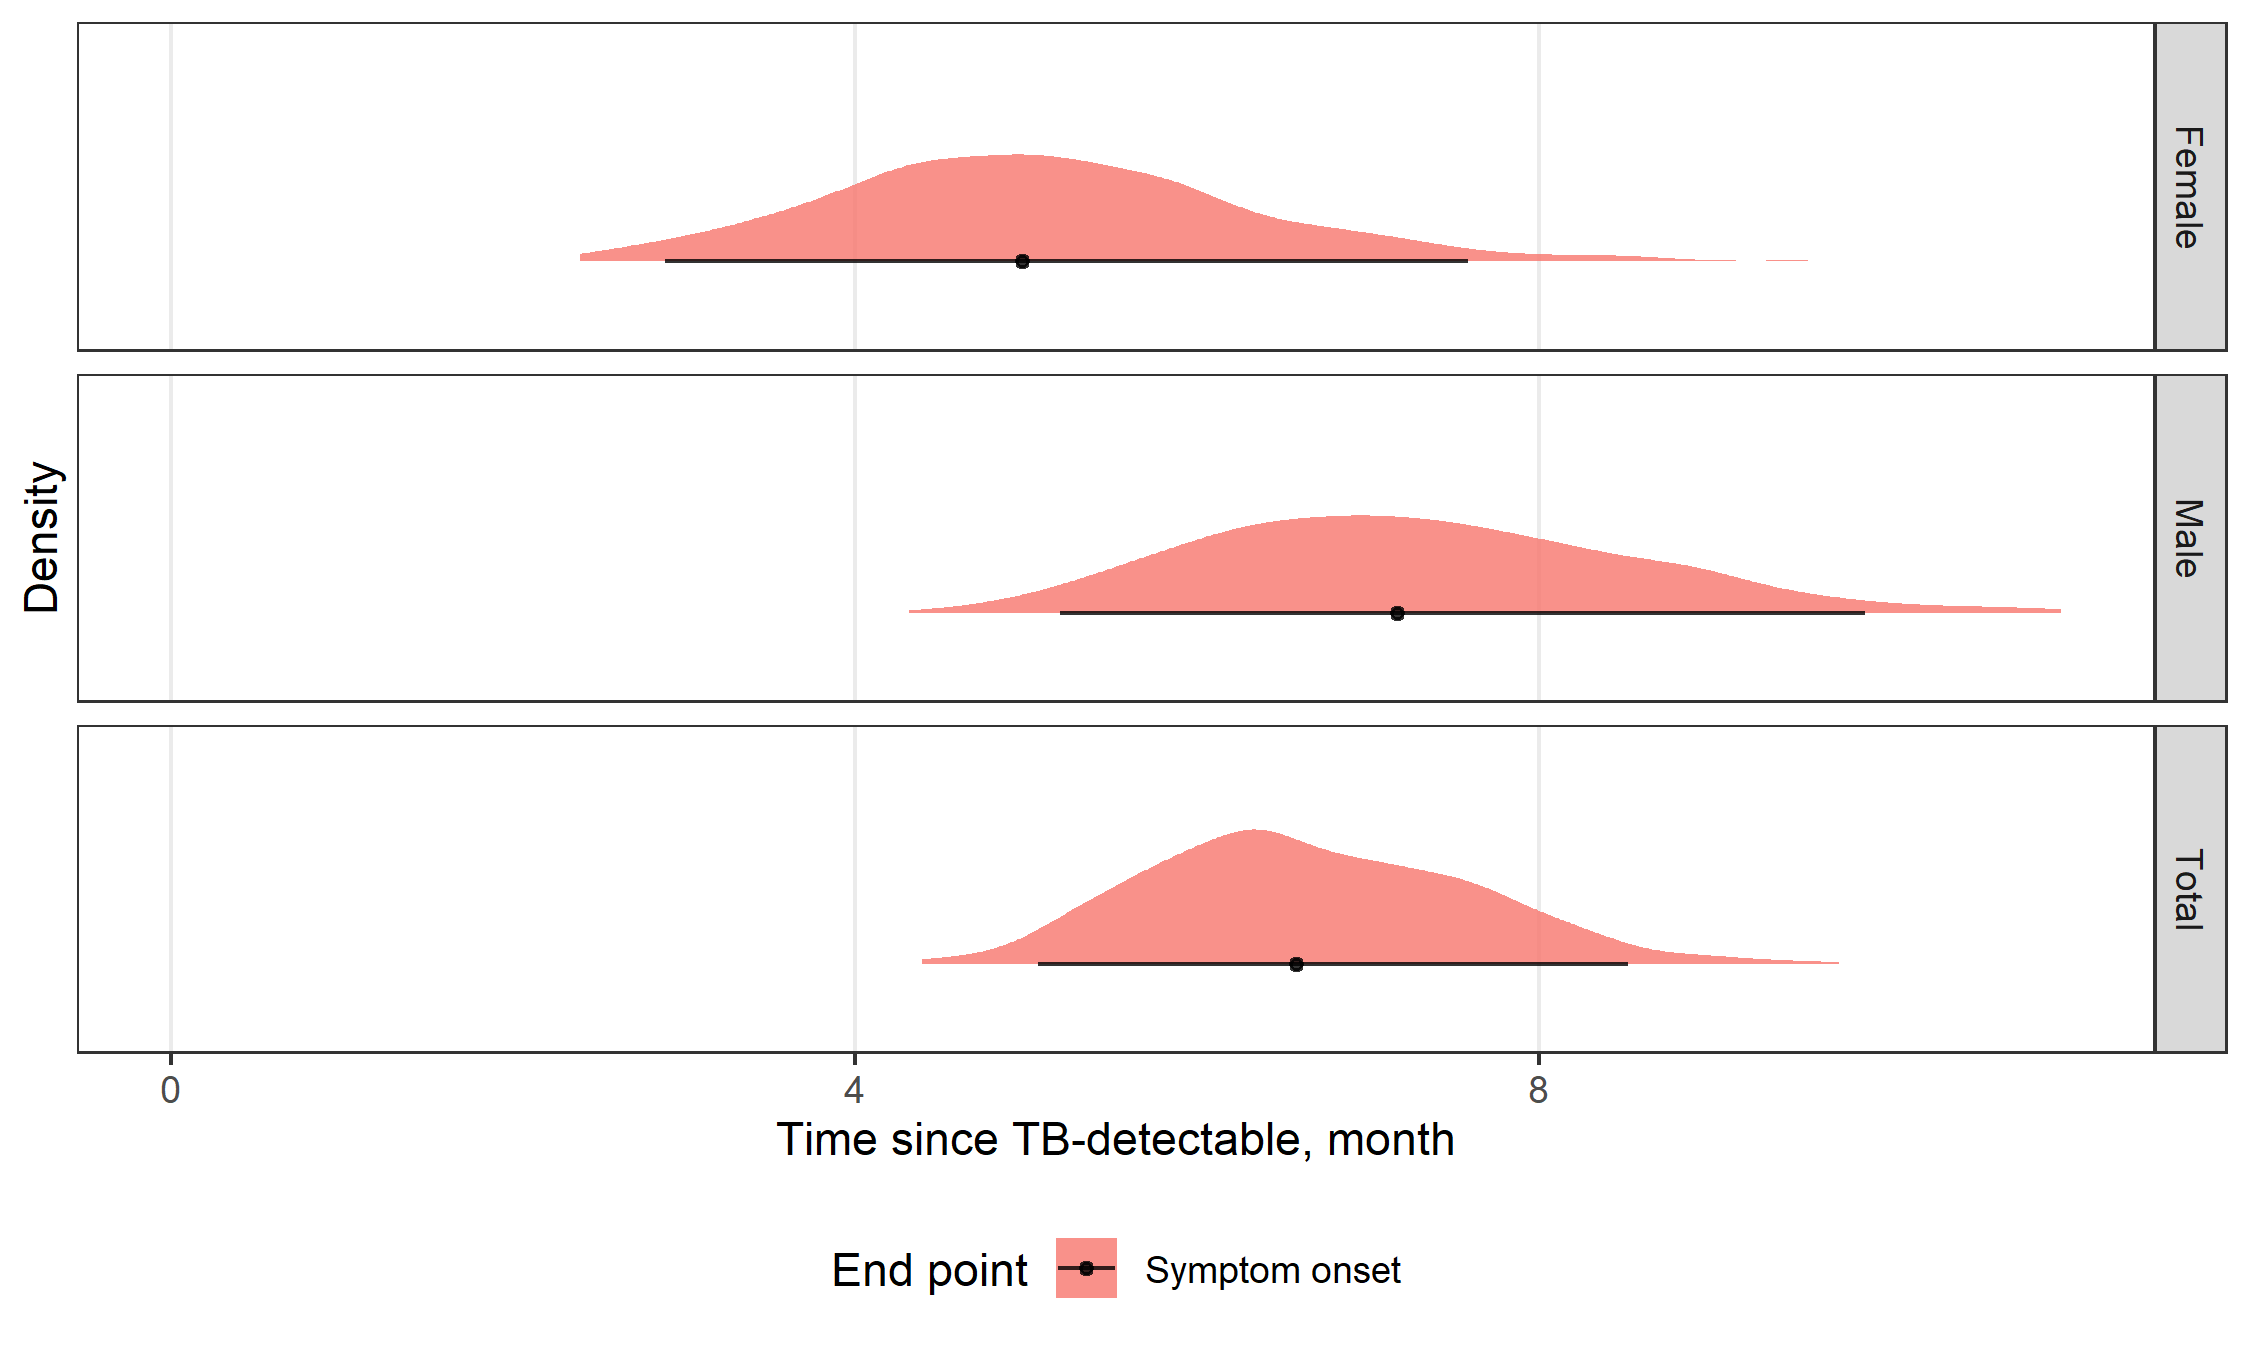 Female
Density
Male
Total
0 4 8
Time since TB-detectable, month
End point Symptom onset